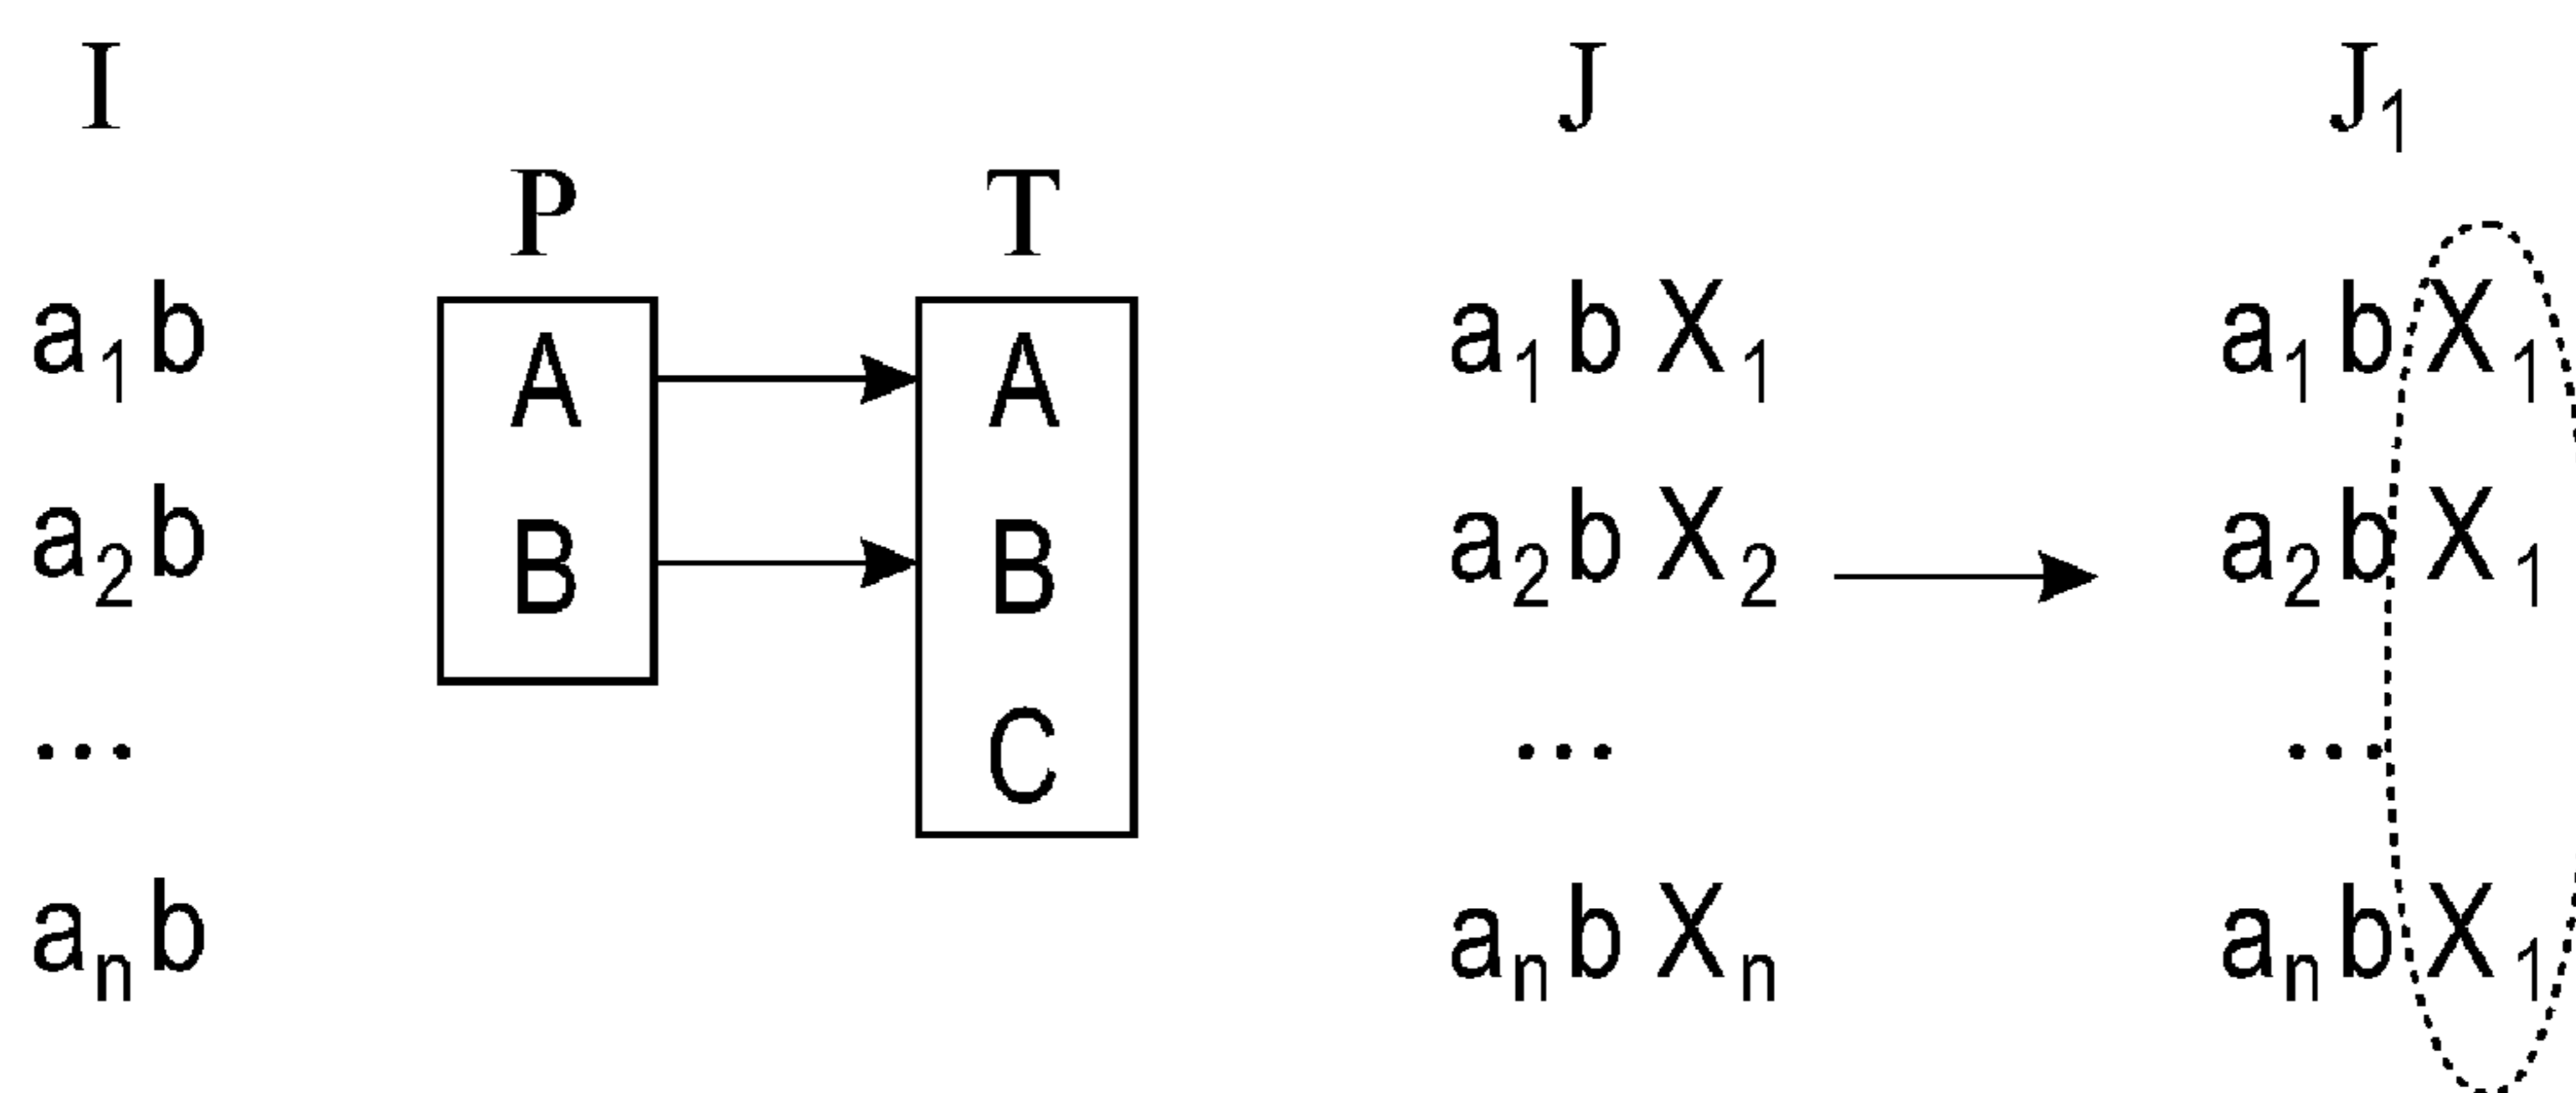 I J J₁
P T
a₁ b A A a₁ b X₁ a₁ b X₁
a₂ b B B a₂ b X₂ a₂ b X₁
... C ... ...
aₙ b aₙ b Xₙ aₙ b X₁